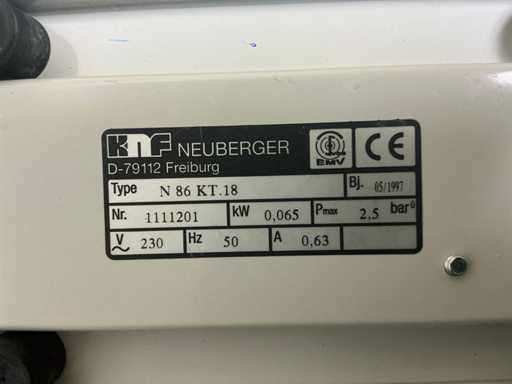 KNF NEUBERGER
D-79112 Freiburg
EMV
CE
Type N 86 KT.18 Bj. 05/1997
Nr. 1111201 kW 0,065 Pmax 2,5 barü
V~ 230 Hz 50 A 0,63